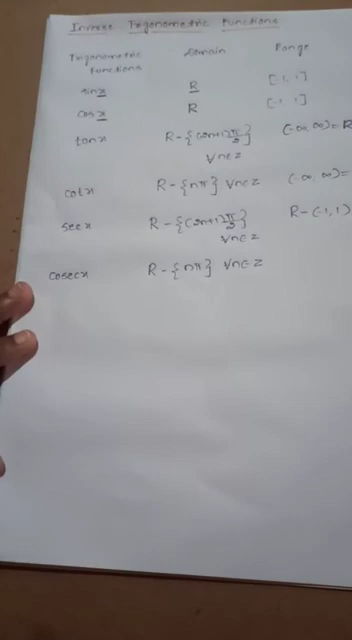 Inverse Trigonometric Functions
Trigonometric Functions Domain Range
sinx R [-1, 1]
cosx R [-1, 1]
tanx R - {(2n+1)π/2} (-∞, ∞) = R
∀n∈Z
cotx R - {nπ} ∀n∈Z (-∞, ∞) =
secx R - {(2n+1)π/2} R - (-1, 1)
∀n∈Z
cosecx R - {nπ} ∀n∈Z